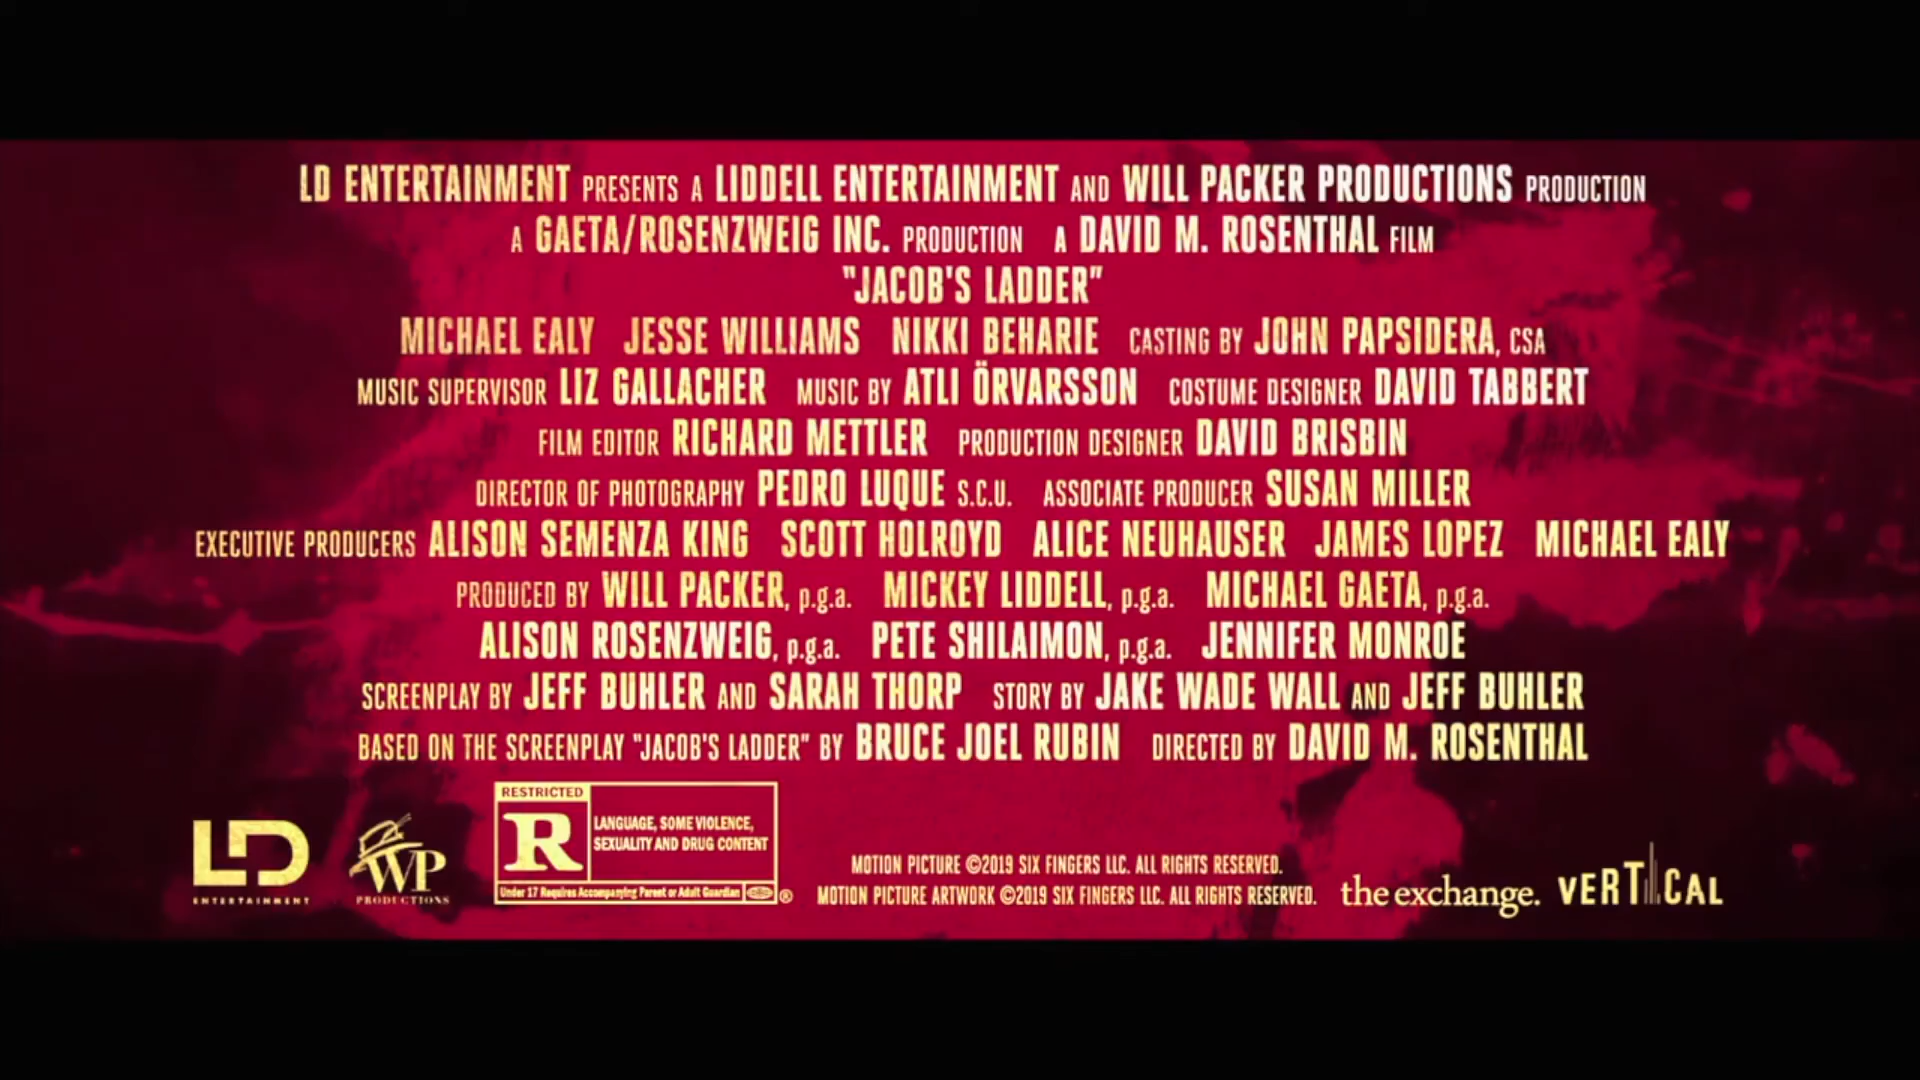 LD ENTERTAINMENT PRESENTS A LIDDELL ENTERTAINMENT AND WILL PACKER PRODUCTIONS PRODUCTION
A GAETA/ROSENZWEIG INC. PRODUCTION A DAVID M. ROSENTHAL FILM
"JACOB'S LADDER"
MICHAEL EALY JESSE WILLIAMS NIKKI BEHARIE CASTING BY JOHN PAPSIDERA, CSA
MUSIC SUPERVISOR LIZ GALLACHER MUSIC BY ATLI ÖRVARSSON COSTUME DESIGNER DAVID TABBERT
FILM EDITOR RICHARD METTLER PRODUCTION DESIGNER DAVID BRISBIN
DIRECTOR OF PHOTOGRAPHY PEDRO LUQUE S.C.U. ASSOCIATE PRODUCER SUSAN MILLER
EXECUTIVE PRODUCERS ALISON SEMENZA KING SCOTT HOLROYD ALICE NEUHAUSER JAMES LOPEZ MICHAEL EALY
PRODUCED BY WILL PACKER, p.g.a. MICKEY LIDDELL, p.g.a. MICHAEL GAETA, p.g.a.
ALISON ROSENZWEIG, p.g.a. PETE SHILAIMON, p.g.a. JENNIFER MONROE
SCREENPLAY BY JEFF BUHLER AND SARAH THORP STORY BY JAKE WADE WALL AND JEFF BUHLER
BASED ON THE SCREENPLAY "JACOB'S LADDER" BY BRUCE JOEL RUBIN DIRECTED BY DAVID M. ROSENTHAL
LD
ENTERTAINMENT
WP
PRODUCTIONS
RESTRICTED
R
LANGUAGE, SOME VIOLENCE,
SEXUALITY AND DRUG CONTENT
Under 17 Requires Accompanying Parent or Adult Guardian ®
MOTION PICTURE ©2019 SIX FINGERS LLC. ALL RIGHTS RESERVED.
MOTION PICTURE ARTWORK ©2019 SIX FINGERS LLC. ALL RIGHTS RESERVED.
the exchange.
VERTICAL